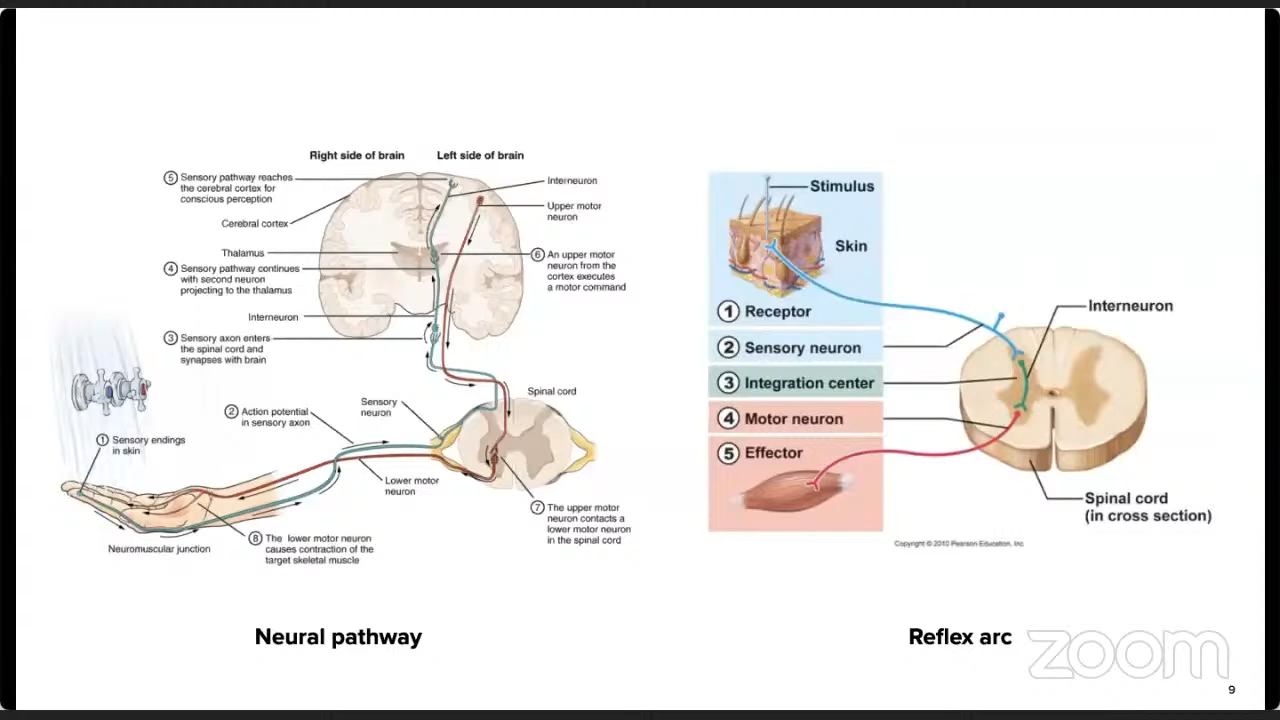 Right side of brain
Left side of brain
5 Sensory pathway reaches
the cerebral cortex for
conscious perception
Cerebral cortex
Thalamus
4 Sensory pathway continues
with second neuron
projecting to the thalamus
Interneuron
3 Sensory axon enters
the spinal cord and
synapses with brain
2 Action potential
in sensory axon
Sensory
neuron
1 Sensory endings
in skin
Interneuron
Upper motor
neuron
6 An upper motor
neuron from the
cortex executes
a motor command
Spinal cord
Lower motor
neuron
7 The upper motor
neuron contacts a
lower motor neuron
in the spinal cord
Neuromuscular junction
8 The lower motor neuron
causes contraction of the
target skeletal muscle
Neural pathway
Stimulus
Skin
1 Receptor
2 Sensory neuron
3 Integration center
4 Motor neuron
5 Effector
Interneuron
Spinal cord
(in cross section)
Copyright © 2010 Pearson Education, Inc.
Reflex arc
zoom
9